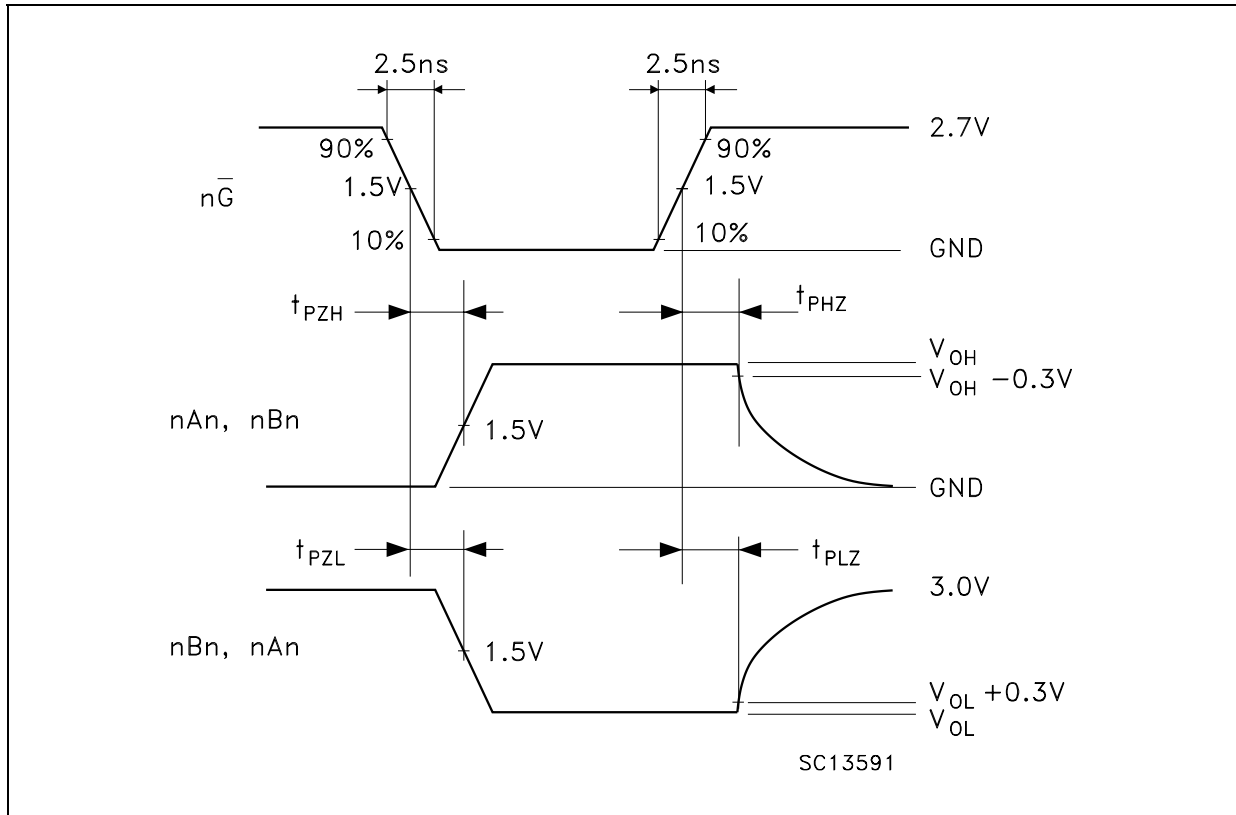 2.5ns 2.5ns
2.7V
90% 90%
nG̅ 1.5V 1.5V
10% 10%
GND
tPZH tPHZ
VOH
VOH −0.3V
nAn, nBn 1.5V
GND
tPZL tPLZ
3.0V
nBn, nAn 1.5V
VOL +0.3V
VOL
SC13591